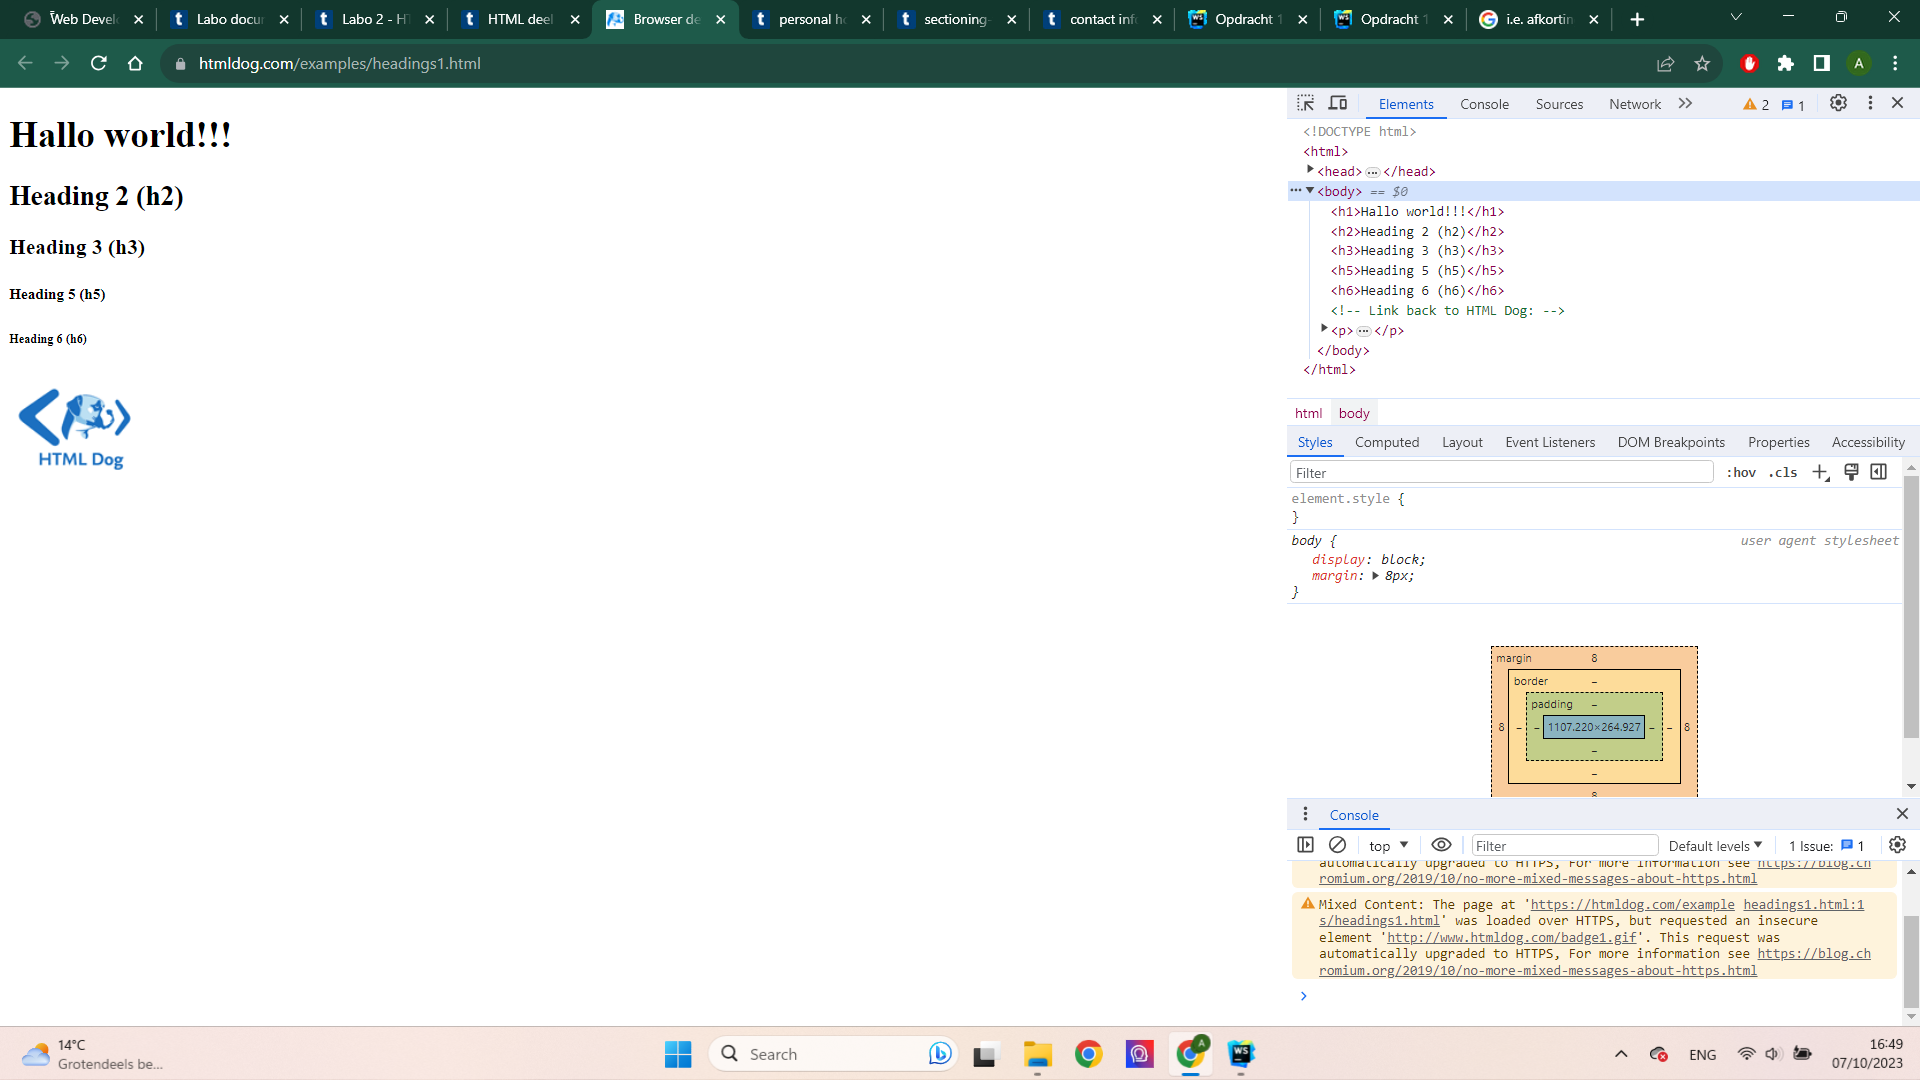 Web Devel
Labo docur
Labo 2 - HT
HTML deel
Browser de
personal ho
sectioning-
contact info
Opdracht 1
Opdracht 1
i.e. afkortin
htmldog.com/examples/headings1.html
A
Hallo world!!!
Heading 2 (h2)
Heading 3 (h3)
Heading 5 (h5)
Heading 6 (h6)
HTML Dog
Elements Console Sources Network 2 1
<!DOCTYPE html>
<html>
<head> … </head>
<body> == $0
<h1>Hallo world!!!</h1>
<h2>Heading 2 (h2)</h2>
<h3>Heading 3 (h3)</h3>
<h5>Heading 5 (h5)</h5>
<h6>Heading 6 (h6)</h6>
<!-- Link back to HTML Dog: -->
<p> … </p>
</body>
</html>
html body
Styles Computed Layout Event Listeners DOM Breakpoints Properties Accessibility
Filter :hov .cls
element.style {
}
body { user agent stylesheet
display: block;
margin: 8px;
}
margin 8
border –
padding –
8 – – 1107.220×264.927 – – 8
–
–
8
Console
top Filter Default levels 1 Issue: 1
automatically upgraded to HTTPS, For more information see https://blog.ch
romium.org/2019/10/no-more-mixed-messages-about-https.html
Mixed Content: The page at 'https://htmldog.com/example headings1.html:1
s/headings1.html' was loaded over HTTPS, but requested an insecure
element 'http://www.htmldog.com/badge1.gif'. This request was
automatically upgraded to HTTPS, For more information see https://blog.ch
romium.org/2019/10/no-more-mixed-messages-about-https.html
14°C
Grotendeels be...
Search
A
WS
ENG
16:49
07/10/2023